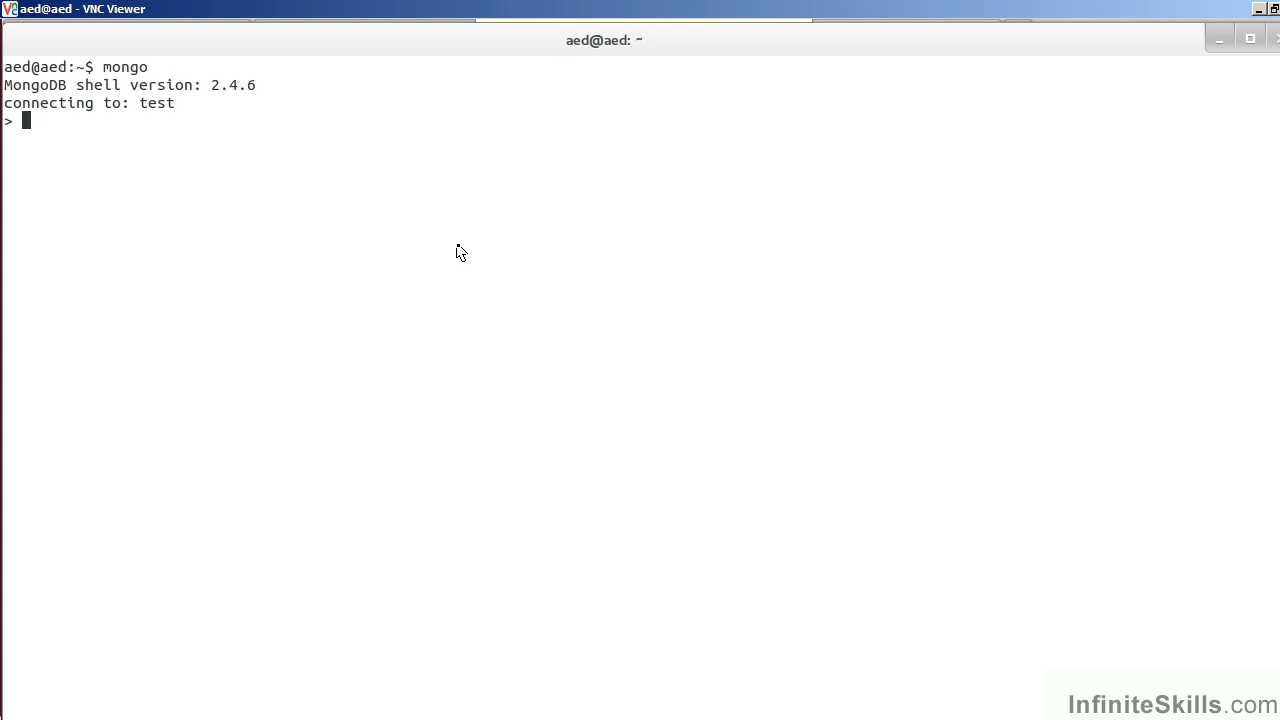 aed@aed - VNC Viewer
aed@aed: ~
aed@aed:~$ mongo
MongoDB shell version: 2.4.6
connecting to: test
>
InfiniteSkills.com